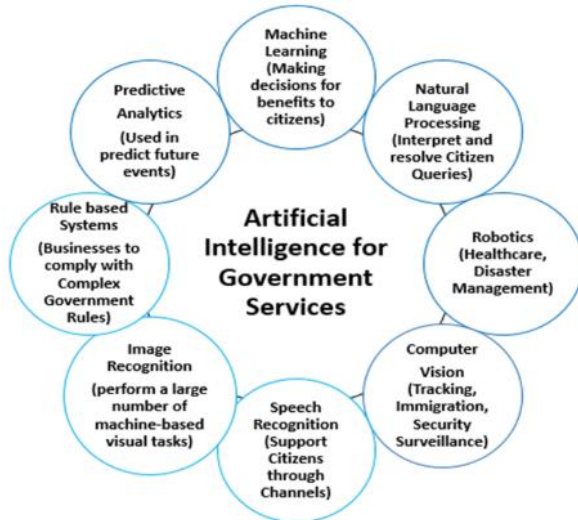 Machine
Learning
(Making
decisions for
benefits to
citizens)
Natural
Language
Processing
(Interpret and
resolve Citizen
Queries)
Robotics
(Healthcare,
Disaster
Management)
Computer
Vision
(Tracking,
Immigration,
Security
Surveillance)
Speech
Recognition
(Support
Citizens
through
Channels)
Image
Recognition
(perform a large
number of
machine-based
visual tasks)
Rule based
Systems
(Businesses to
comply with
Complex
Government
Rules)
Predictive
Analytics
(Used in
predict future
events)
Artificial
Intelligence for
Government
Services